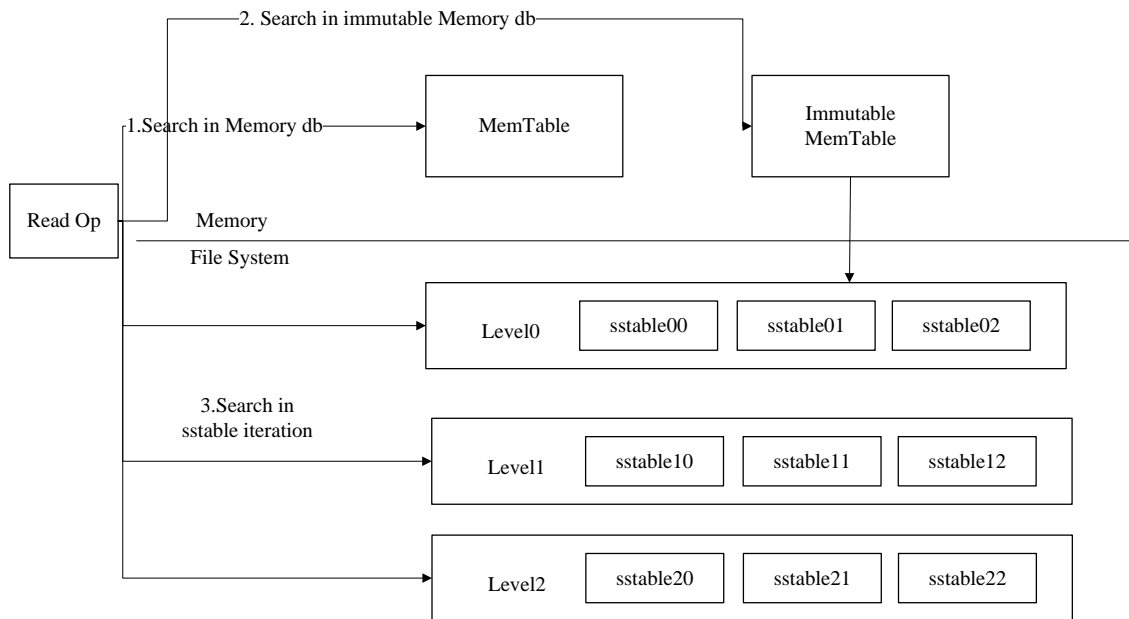 2. Search in immutable Memory db
1.Search in Memory db
MemTable
Immutable
MemTable
Read Op
Memory
File System
Level0
sstable00
sstable01
sstable02
3.Search in
sstable iteration
Level1
sstable10
sstable11
sstable12
Level2
sstable20
sstable21
sstable22